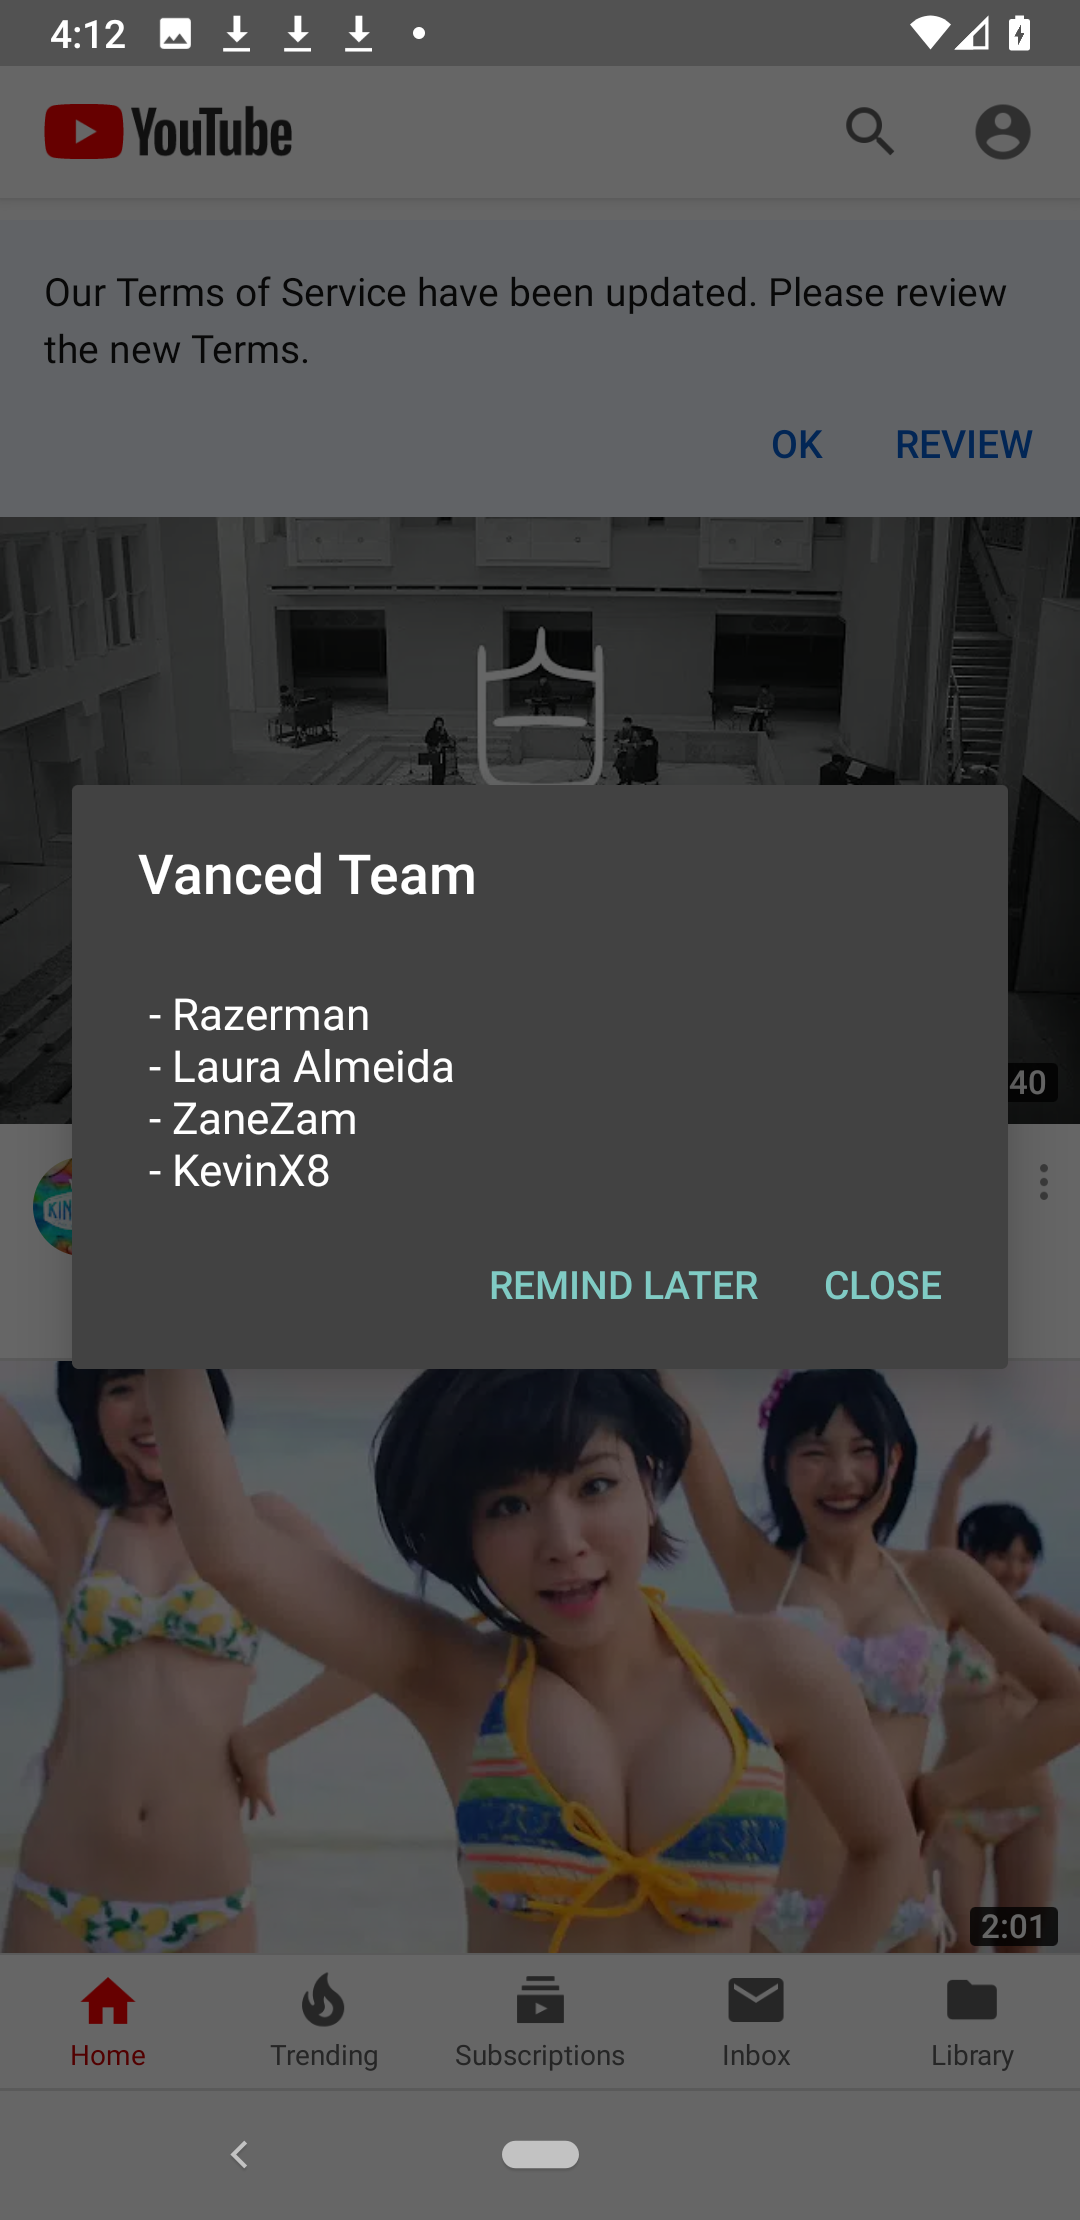 4:12
YouTube
Our Terms of Service have been updated. Please review
the new Terms.
OK REVIEW
Vanced Team
- Razerman
- Laura Almeida
- ZaneZam
- KevinX8
40
KIN
REMIND LATER CLOSE
2:01
Home Trending Subscriptions Inbox Library